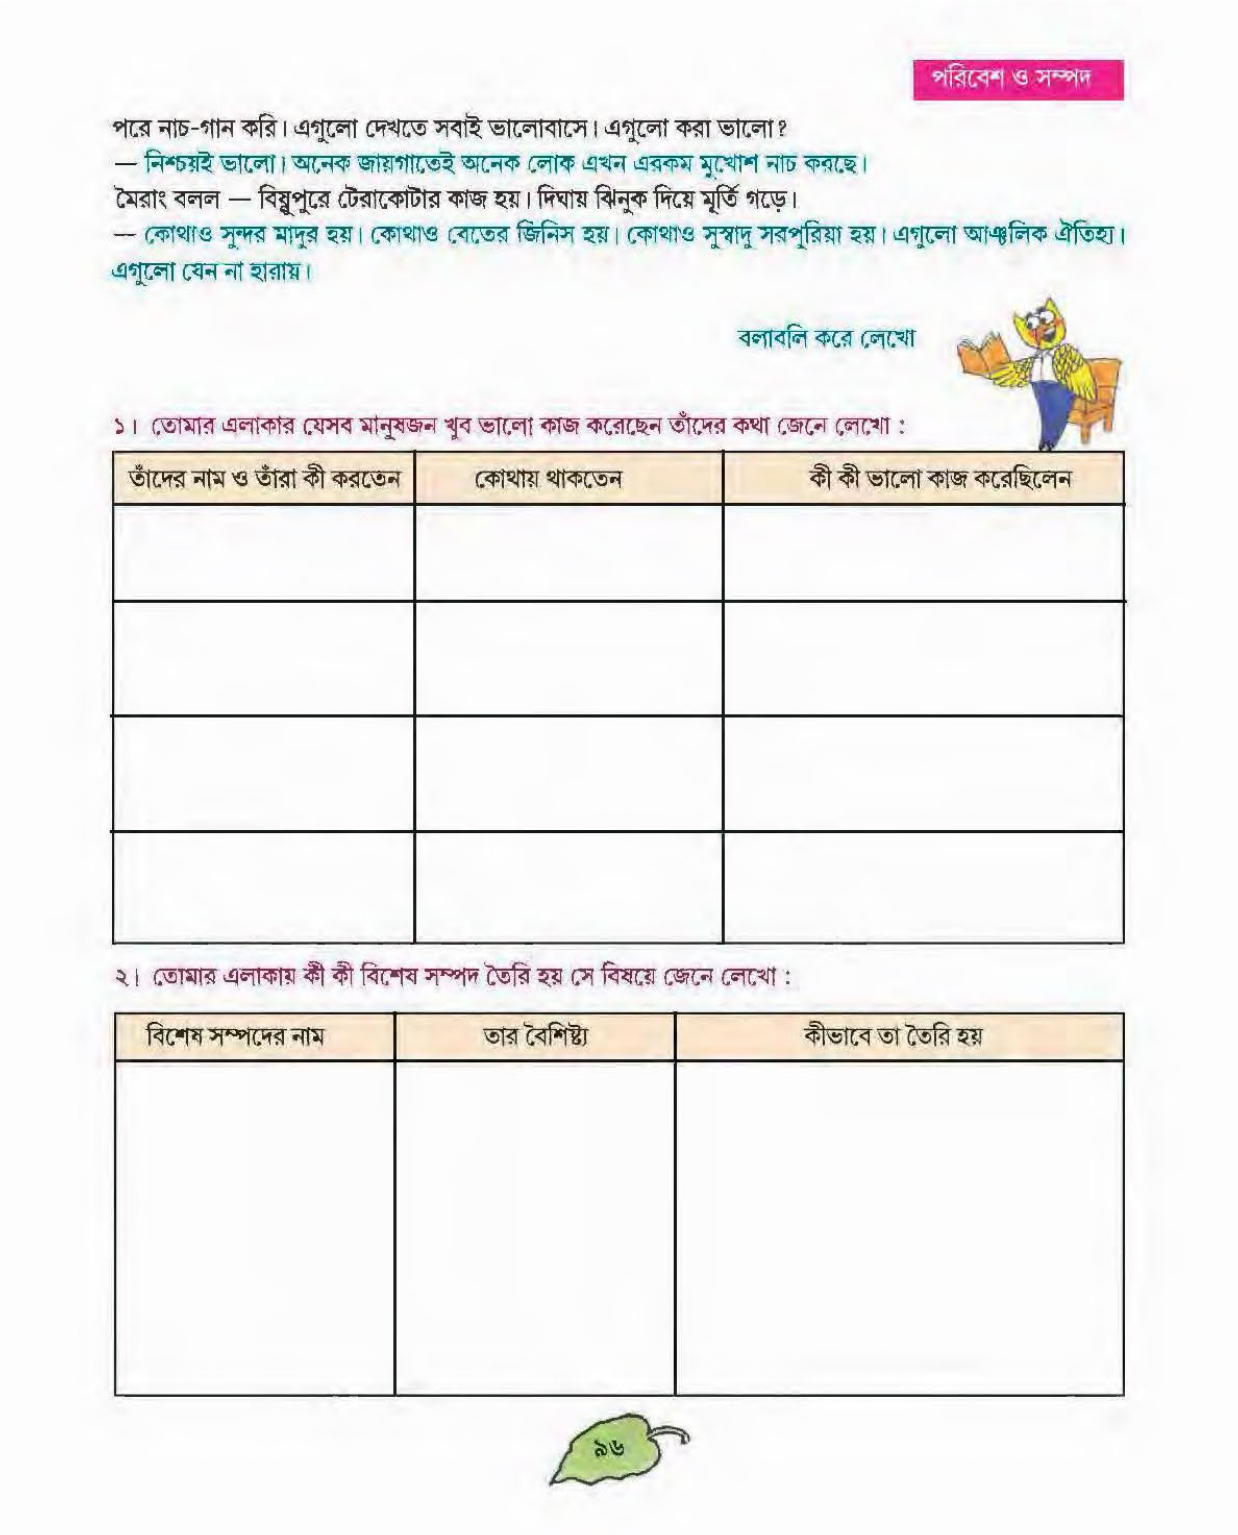 পরিবেশ ও সম্পদ
পরে নাচ-গান করি। এগুলো দেখতে সবাই ভালোবাসে। এগুলো করা ভালো?
— নিশ্চয়ই ভালো। অনেক জায়গাতেই অনেক লোক এখন এরকম মুখোশ নাচ করছে।
মৈরাং বলল — বিষ্ণুপুরে টেরাকোটার কাজ হয়। দিঘায় ঝিনুক দিয়ে মূর্তি গড়ে।
— কোথাও সুন্দর মাদুর হয়। কোথাও বেতের জিনিস হয়। কোথাও সুস্বাদু সরপুরিয়া হয়। এগুলো আঞ্চলিক ঐতিহ্য।
এগুলো যেন না হারায়।
বলাবলি করে লেখো
১। তোমার এলাকার যেসব মানুষজন খুব ভালো কাজ করেছেন তাঁদের কথা জেনে লেখো :
তাঁদের নাম ও তাঁরা কী করতেন কোথায় থাকতেন কী কী ভালো কাজ করেছিলেন
২। তোমার এলাকায় কী কী বিশেষ সম্পদ তৈরি হয় সে বিষয়ে জেনে লেখো :
বিশেষ সম্পদের নাম তার বৈশিষ্ট্য কীভাবে তা তৈরি হয়
৯৬